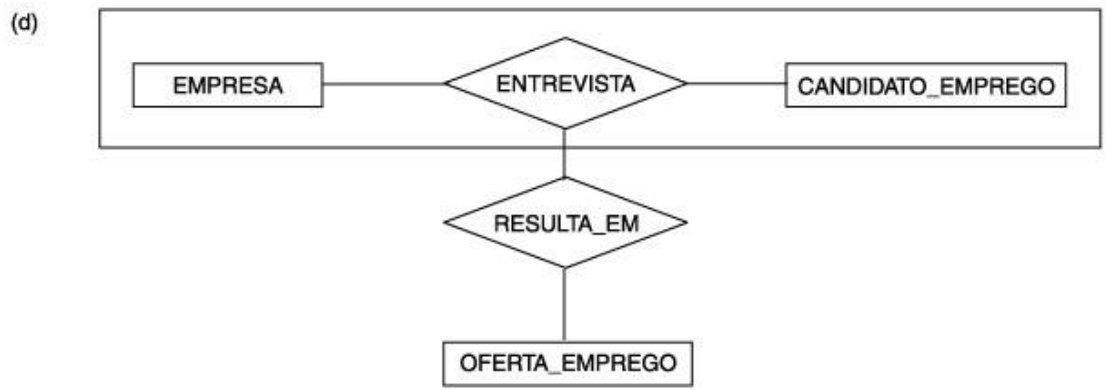 (d)
EMPRESA
ENTREVISTA
CANDIDATO_EMPREGO
RESULTA_EM
OFERTA_EMPREGO